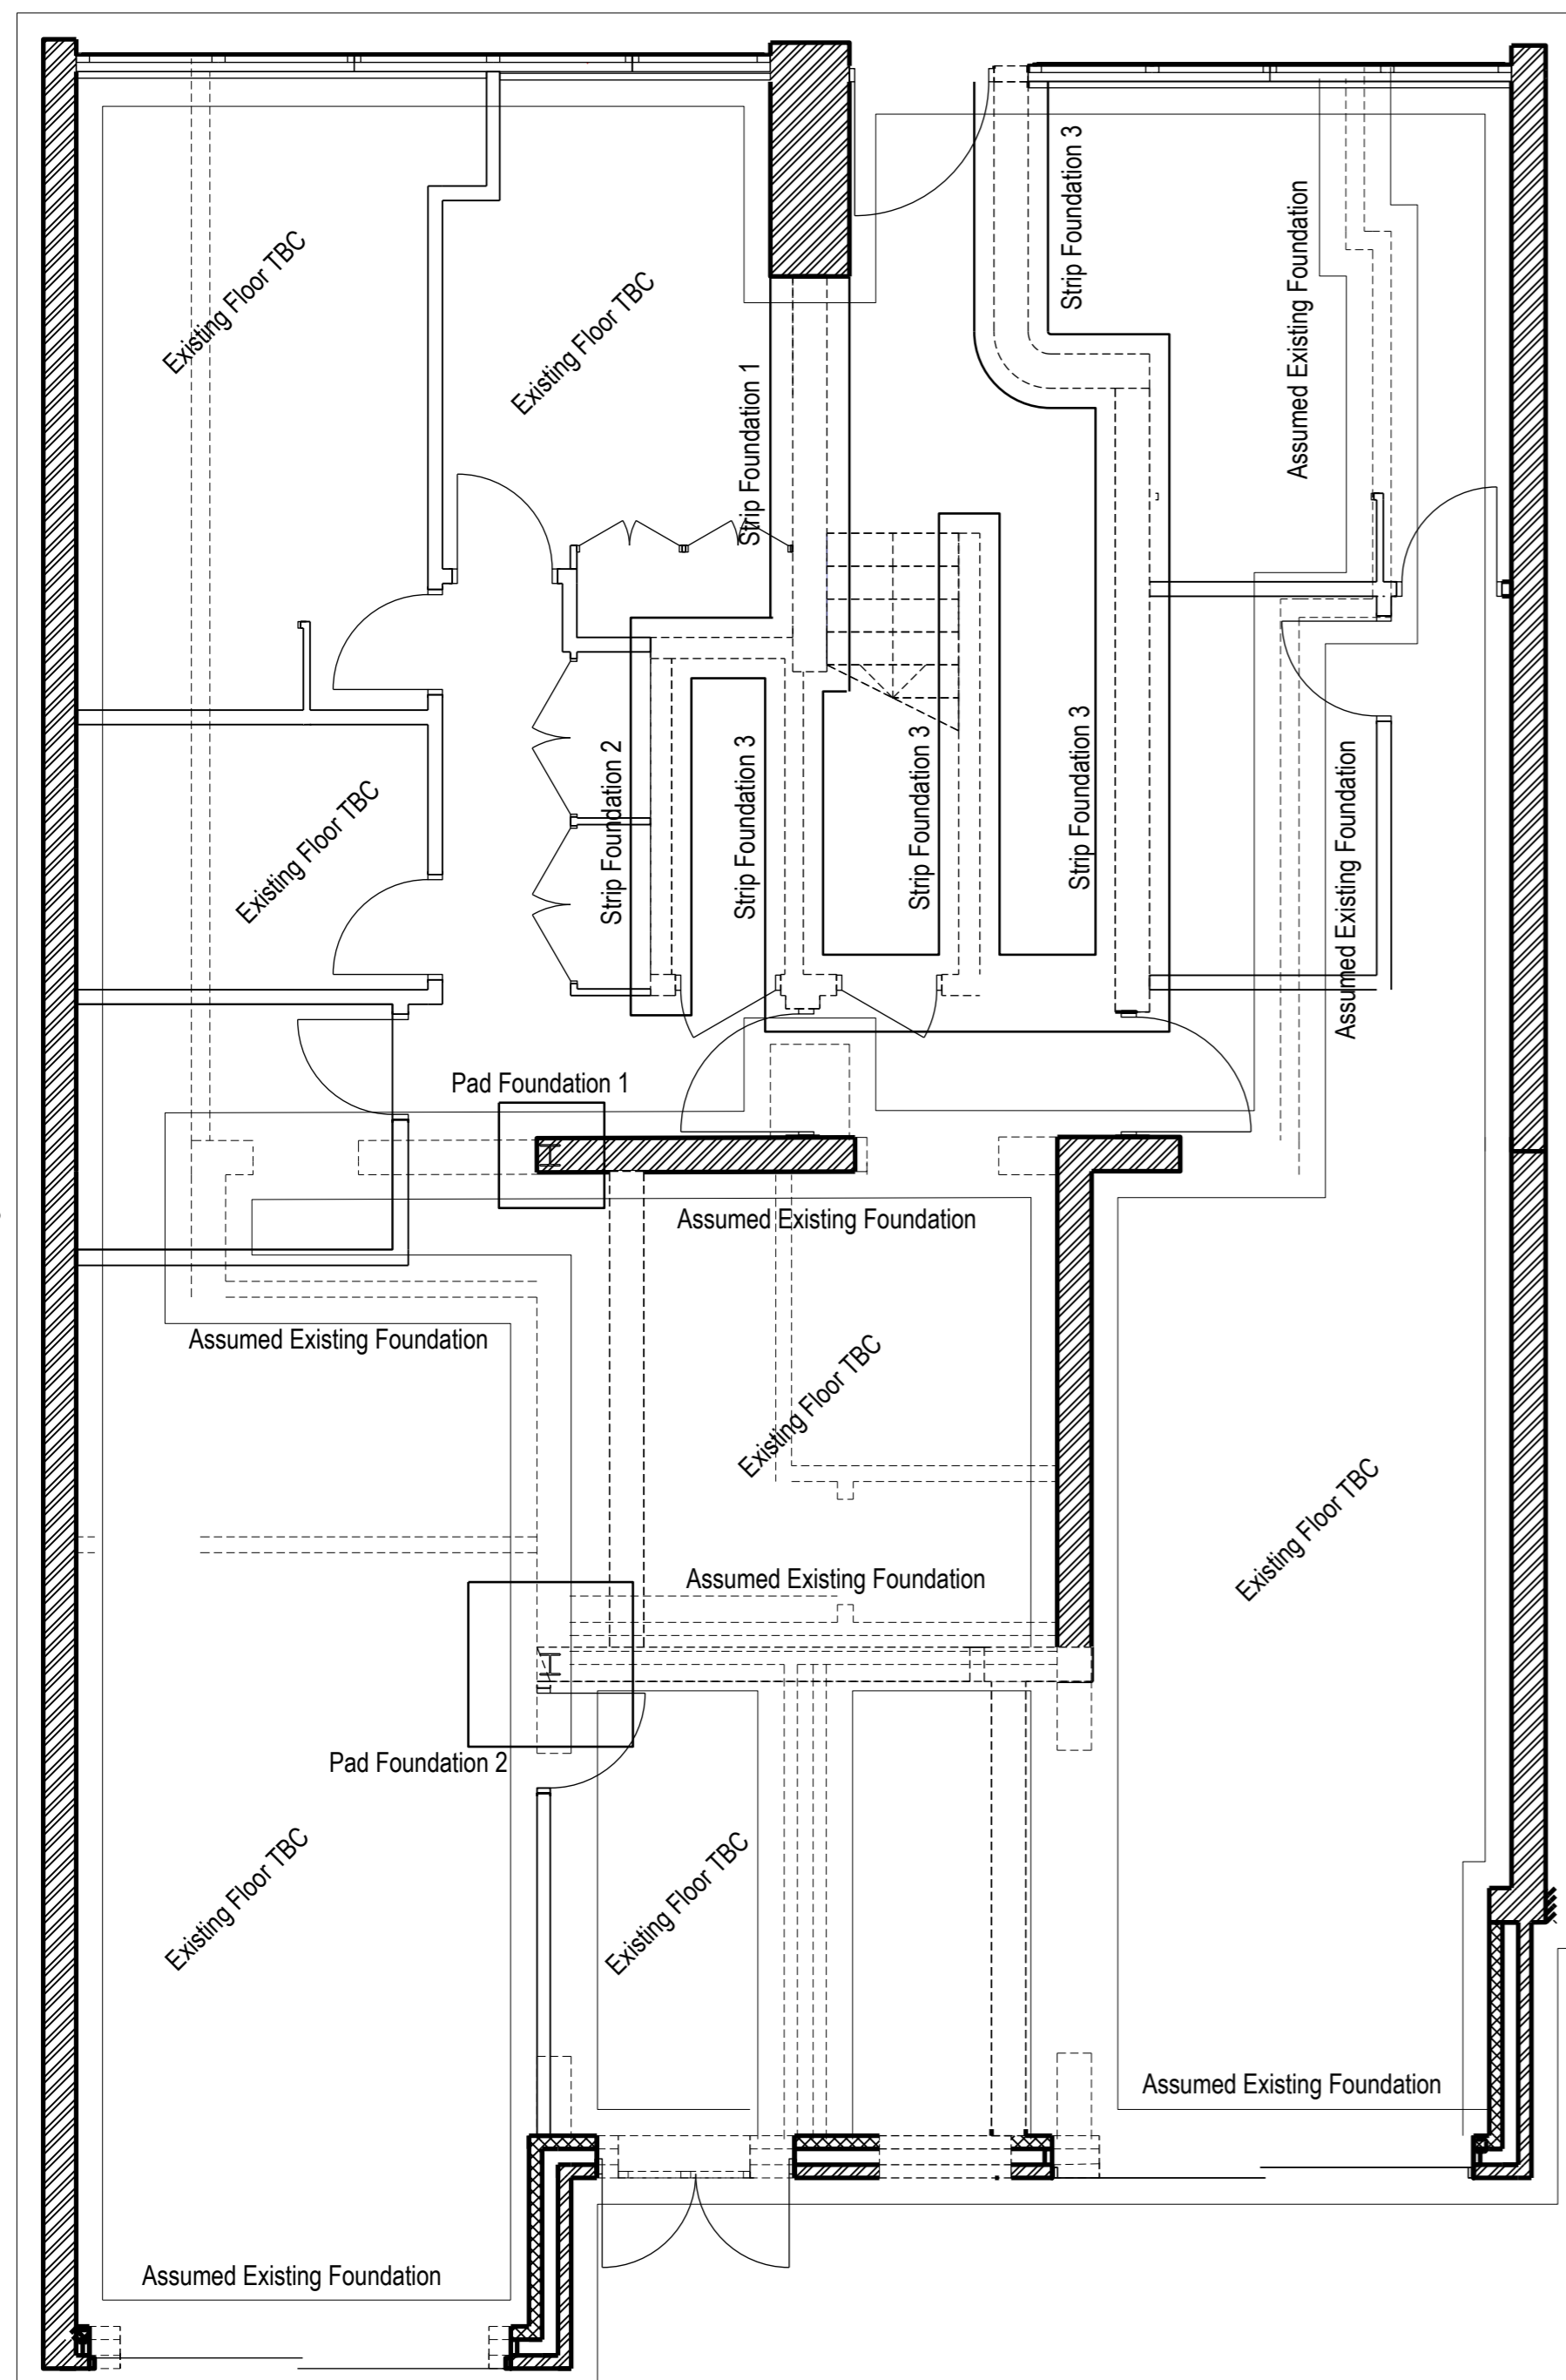 Strip Foundation 3
Assumed Existing Foundation
Existing Floor TBC
Existing Floor TBC
Strip Foundation 1
Strip Foundation 2
Strip Foundation 3
Strip Foundation 3
Strip Foundation 3
Existing Floor TBC
Assumed Existing Foundation
Pad Foundation 1
Assumed Existing Foundation
Assumed Existing Foundation
Existing Floor TBC
Existing Floor TBC
Assumed Existing Foundation
Pad Foundation 2
Existing Floor TBC
Existing Floor TBC
Assumed Existing Foundation
Assumed Existing Foundation